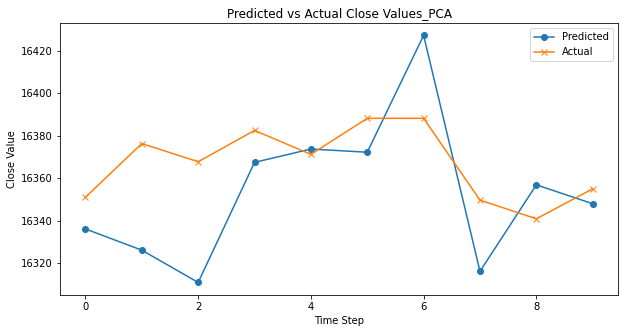 Predicted vs Actual Close Values_PCA
Predicted
Actual
Close Value
16420
16400
16380
16360
16340
16320
0 2 4 6 8
Time Step